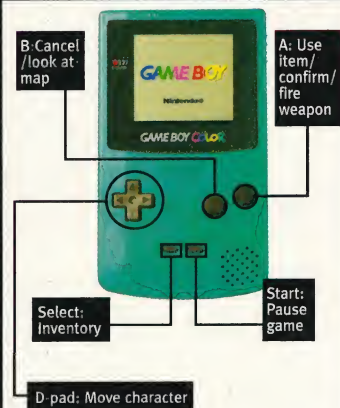 B:Cancel
/look at
map
A: Use
item/
confirm/
fire
weapon
GAME BOY
Nintendo
GAME BOY COLOR
Select:
Inventory
Start:
Pause
game
D-pad: Move character